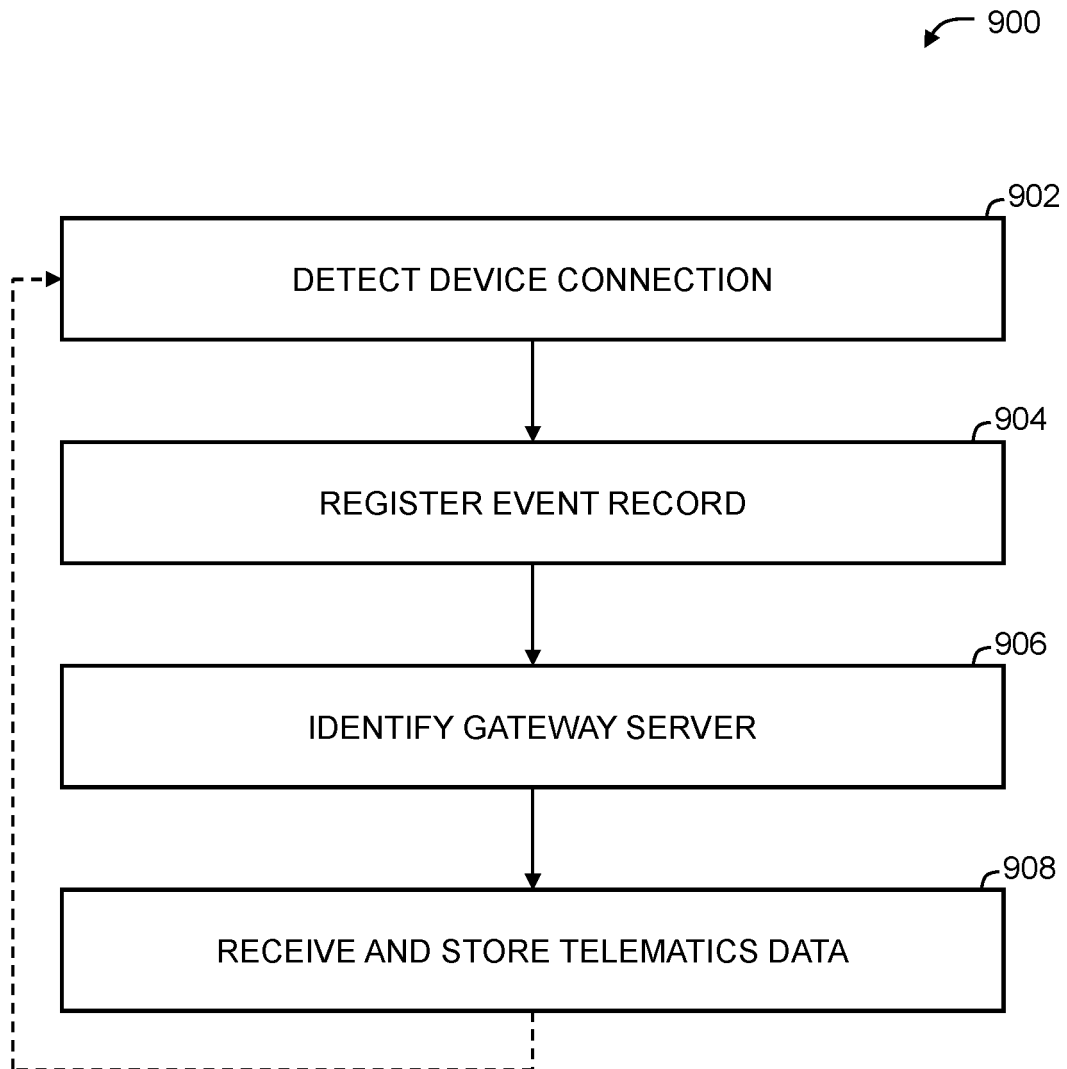 900
902
DETECT DEVICE CONNECTION
904
REGISTER EVENT RECORD
906
IDENTIFY GATEWAY SERVER
908
RECEIVE AND STORE TELEMATICS DATA